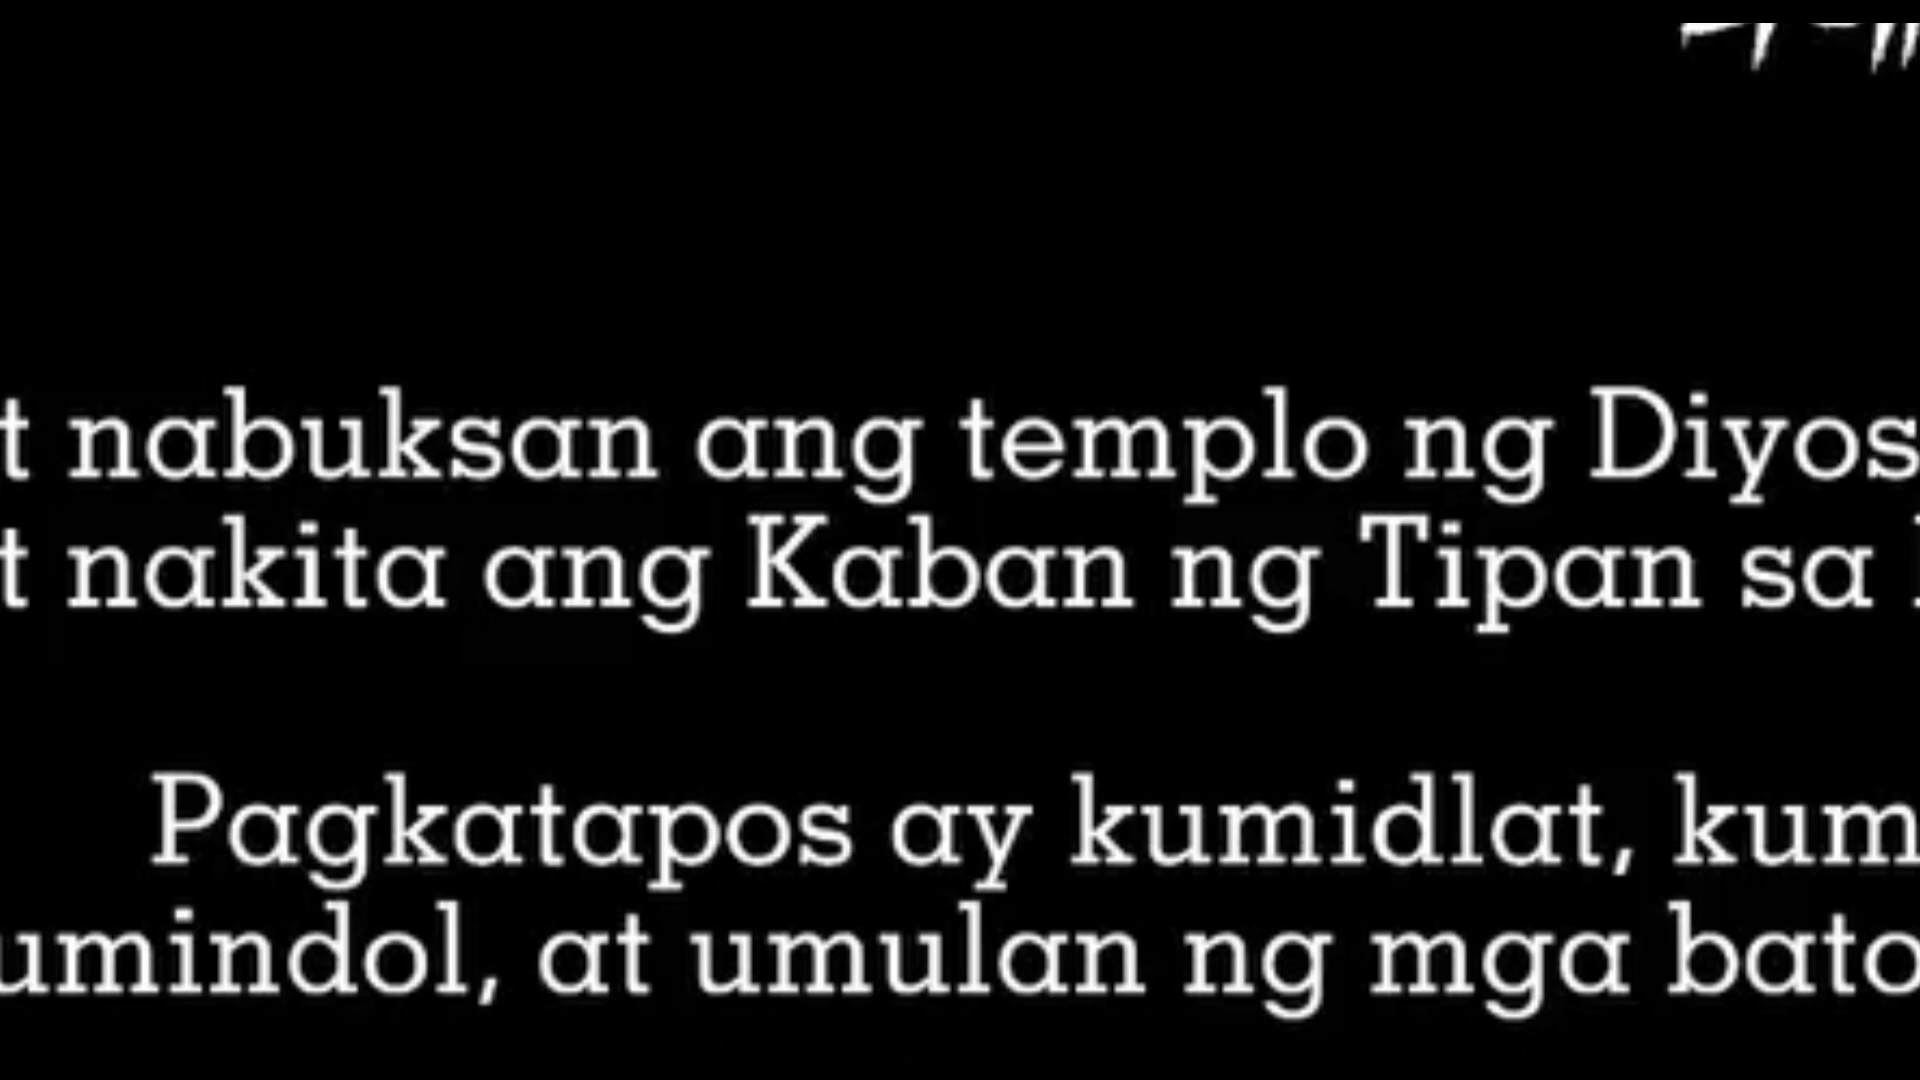 t nabuksan ang templo ng Diyos
t nakita ang Kaban ng Tipan sa
Pagkatapos ay kumidlat, kum
umindol, at umulan ng mga bato